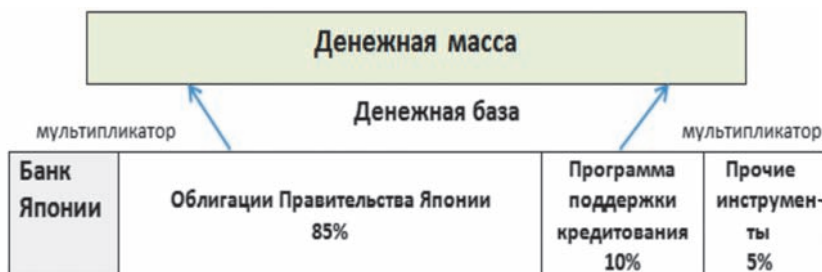 Денежная масса
Денежная база
мультипликатор
мультипликатор
Банк
Японии
Облигации Правительства Японии
85%
Программа
поддержки
кредитования
10%
Прочие
инструмен-
ты
5%